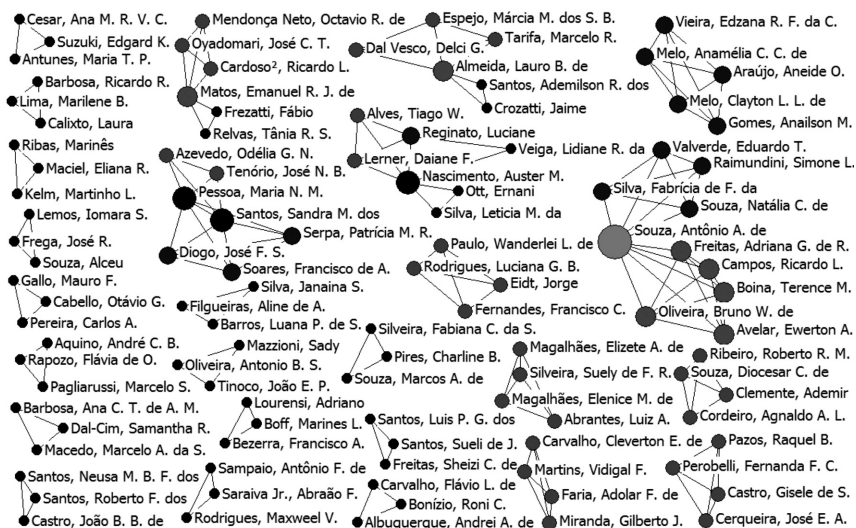 Cesar, Ana M. R. V. C.
Suzuki, Edgard K.
Antunes, Maria T. P.
Barbosa, Ricardo R.
Lima, Marilene B.
Calixto, Laura
Ribas, Marinês
Maciel, Eliana R.
Kelm, Martinho L.
Lemos, Iomara S.
Frega, José R.
Souza, Alceu
Gallo, Mauro F.
Cabello, Otávio G.
Pereira, Carlos A.
Aquino, André C. B.
Rapozo, Flávia de O.
Pagliarussi, Marcelo S.
Barbosa, Ana C. T. de A. M.
Dal-Cim, Samantha R.
Macedo, Marcelo A. da S.
Santos, Neusa M. B. F. dos
Santos, Roberto F. dos
Castro, João B. B. de
Mendonça Neto, Octavio R. de
Oyadomari, José C. T.
Cardoso², Ricardo L.
Matos, Emanuel R. J. de
Frezatti, Fábio
Relvas, Tânia R. S.
Azevedo, Odélia G. N.
Tenório, José N. B.
Pessoa, Maria N. M.
Santos, Sandra M. dos
Serpa, Patrícia M. R.
Diogo, José F. S.
Soares, Francisco de A.
Silva, Janaina S.
Filgueiras, Aline de A.
Barros, Luana P. de S.
Mazzioni, Sady
Oliveira, Antonio B. S.
Tinoco, João E. P.
Lourensi, Adriano
Boff, Marines L.
Bezerra, Francisco A.
Sampaio, Antônio F. de
Saraiva Jr., Abraão F.
Rodrigues, Maxweel V.
Espejo, Márcia M. dos S. B.
Tarifa, Marcelo R.
Dal Vesco, Delci G.
Almeida, Lauro B. de
Santos, Ademilson R. dos
Crozatti, Jaime
Alves, Tiago W.
Reginato, Luciane
Veiga, Lidiane R. da
Lerner, Daiane F.
Nascimento, Auster M.
Ott, Ernani
Silva, Leticia M. da
Paulo, Wanderlei L. de
Rodrigues, Luciana G. B.
Eidt, Jorge
Fernandes, Francisco C.
Silveira, Fabiana C. da S.
Pires, Charline B.
Souza, Marcos A. de
Santos, Luis P. G. dos
Santos, Sueli de J.
Freitas, Sheizi C. de
Carvalho, Flávio L. de
Bonízio, Roni C.
Albuquerque, Andrei A. de
Vieira, Edzana R. F. da C.
Melo, Anamélia C. C. de
Araújo, Aneide O.
Melo, Clayton L. L. de
Gomes, Anailson M.
Valverde, Eduardo T.
Raimundini, Simone L.
Silva, Fabrícia de F. da
Souza, Natália C. de
Souza, Antônio A. de
Freitas, Adriana G. de R.
Campos, Ricardo L.
Boina, Terence M.
Oliveira, Bruno W. de
Avelar, Ewerton A.
Magalhães, Elizete A. de
Silveira, Suely de F. R.
Magalhães, Elenice M. de
Abrantes, Luiz A.
Ribeiro, Roberto R. M.
Souza, Diocesar C. de
Clemente, Ademir
Cordeiro, Agnaldo A. L.
Carvalho, Cleverton E. de
Martins, Vidigal F.
Faria, Adolar F. de
Miranda, Gilberto J.
Pazos, Raquel B.
Perobelli, Fernanda F. C.
Castro, Gisele de S.
Cerqueira, José E. A.